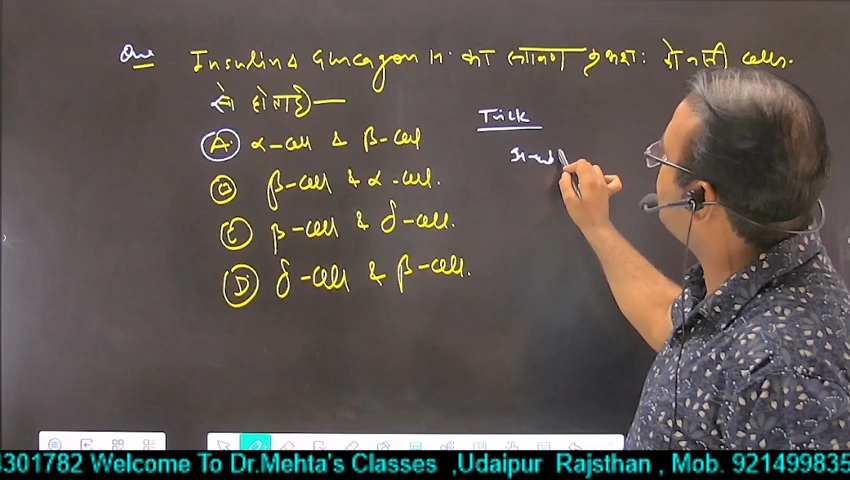 Que Insulin & Glucagon H. का स्त्रावण क्रमशः कौनसी cells.
से होता है —
A. α-cell & β-cell
B β-cell & α-cell.
C β-cell & δ-cell.
D. δ-cell & β-cell.
Trick
4301782 Welcome To Dr.Mehta's Classes ,Udaipur Rajsthan , Mob. 921499835